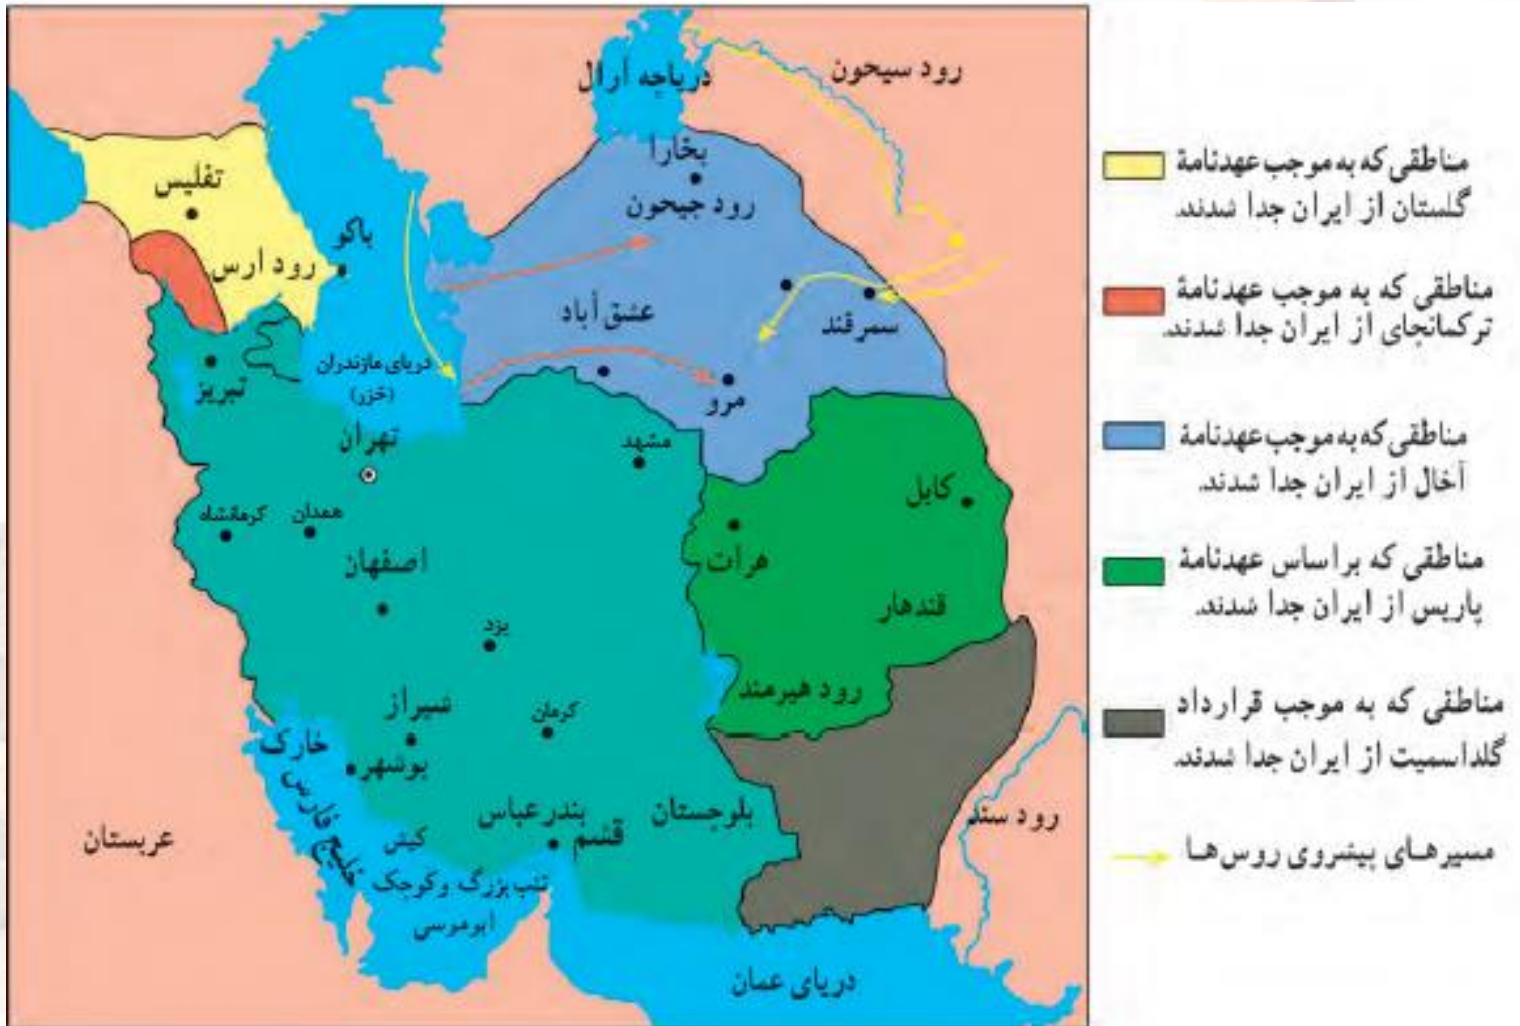 دریاچه آرال
رود سیحون
بخارا
رود جیحون
تفلیس
باکو
رود ارس
عشق آباد
سمرقند
دریای مازندران
(خزر)
تبریز
مرو
تهران
مشهد
کابل
کرمانشاه
همدان
اصفهان
هرات
قندهار
یزد
رود هیرمند
شیراز
کرمان
خارک
بوشهر
خلیج فارس
بندرعباس
قشم
بلوچستان
رود سند
عربستان
کیش
تنب بزرگ و کوچک
ابوموسی
دریای عمان
مناطقی که به موجب عهدنامهٔ
گلستان از ایران جدا شدند.
مناطقی که به موجب عهدنامهٔ
ترکمانچای از ایران جدا شدند.
مناطقی که به موجب عهدنامهٔ
آخال از ایران جدا شدند.
مناطقی که براساس عهدنامهٔ
پاریس از ایران جدا شدند.
مناطقی که به موجب قرارداد
گلداسمیت از ایران جدا شدند.
مسیرهای پیشروی روس‌ها